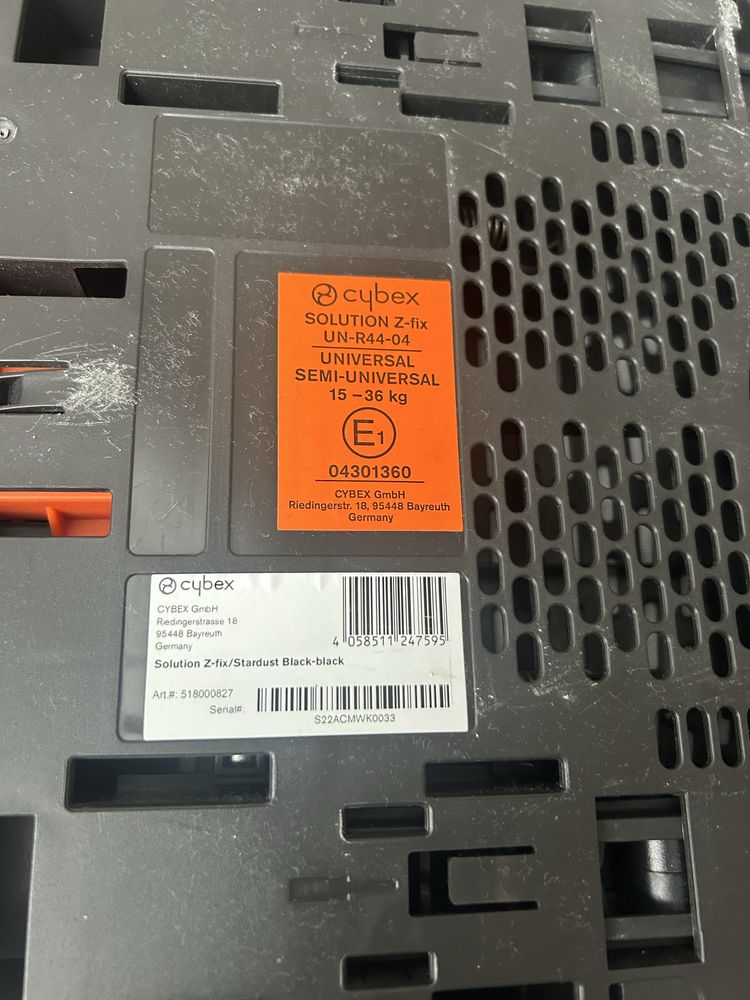 cybex
SOLUTION Z-fix
UN-R44-04
UNIVERSAL
SEMI-UNIVERSAL
15 – 36 kg
E1
04301360
CYBEX GmbH
Riedingerstr. 18, 95448 Bayreuth
Germany
cybex
CYBEX GmbH
Riedingerstrasse 18
95448 Bayreuth
Germany
4 058511 247595
Solution Z-fix/Stardust Black-black
Art.#: 518000827
Serial#:
S22ACMWK0033